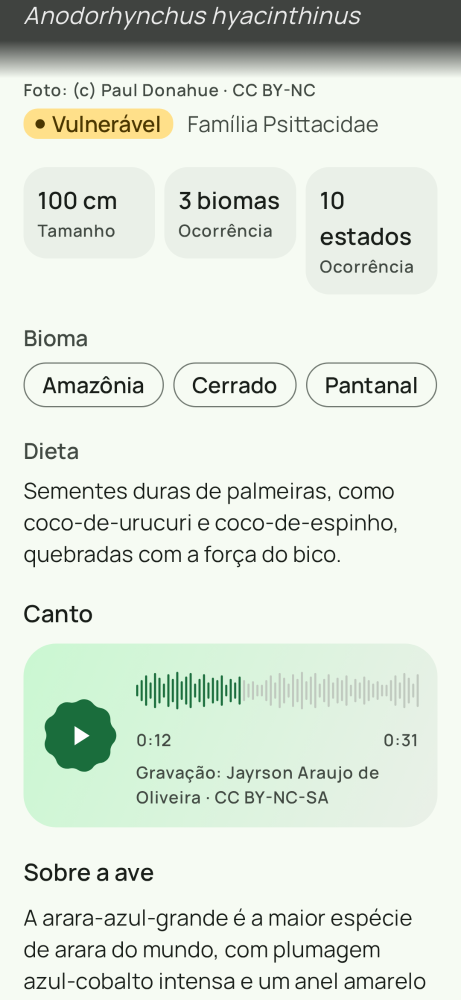 Anodorhynchus hyacinthinus
Foto: (c) Paul Donahue · CC BY-NC
• Vulnerável Família Psittacidae
100 cm
Tamanho
3 biomas
Ocorrência
10
estados
Ocorrência
Bioma
Amazônia Cerrado Pantanal
Dieta
Sementes duras de palmeiras, como
coco-de-urucuri e coco-de-espinho,
quebradas com a força do bico.
Canto
0:12 0:31
Gravação: Jayrson Araujo de
Oliveira · CC BY-NC-SA
Sobre a ave
A arara-azul-grande é a maior espécie
de arara do mundo, com plumagem
azul-cobalto intensa e um anel amarelo